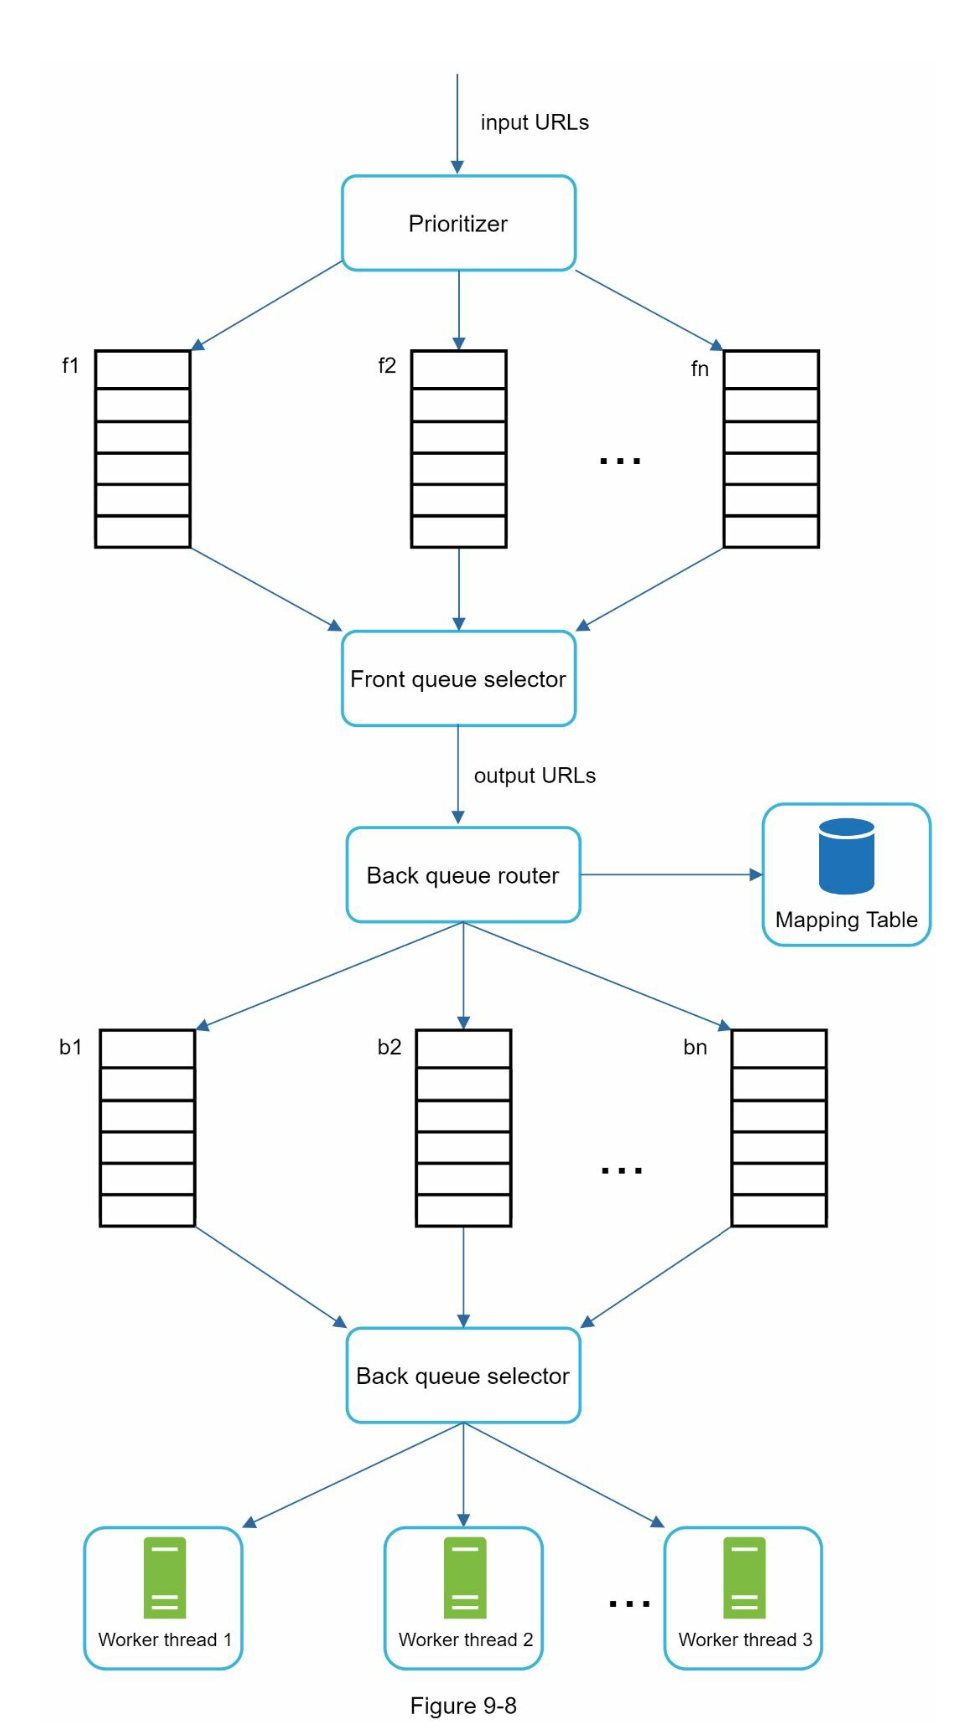 input URLs
Prioritizer
f1
f2
fn
...
Front queue selector
output URLs
Back queue router
Mapping Table
b1
b2
bn
...
Back queue selector
Worker thread 1
Worker thread 2
...
Worker thread 3
Figure 9-8